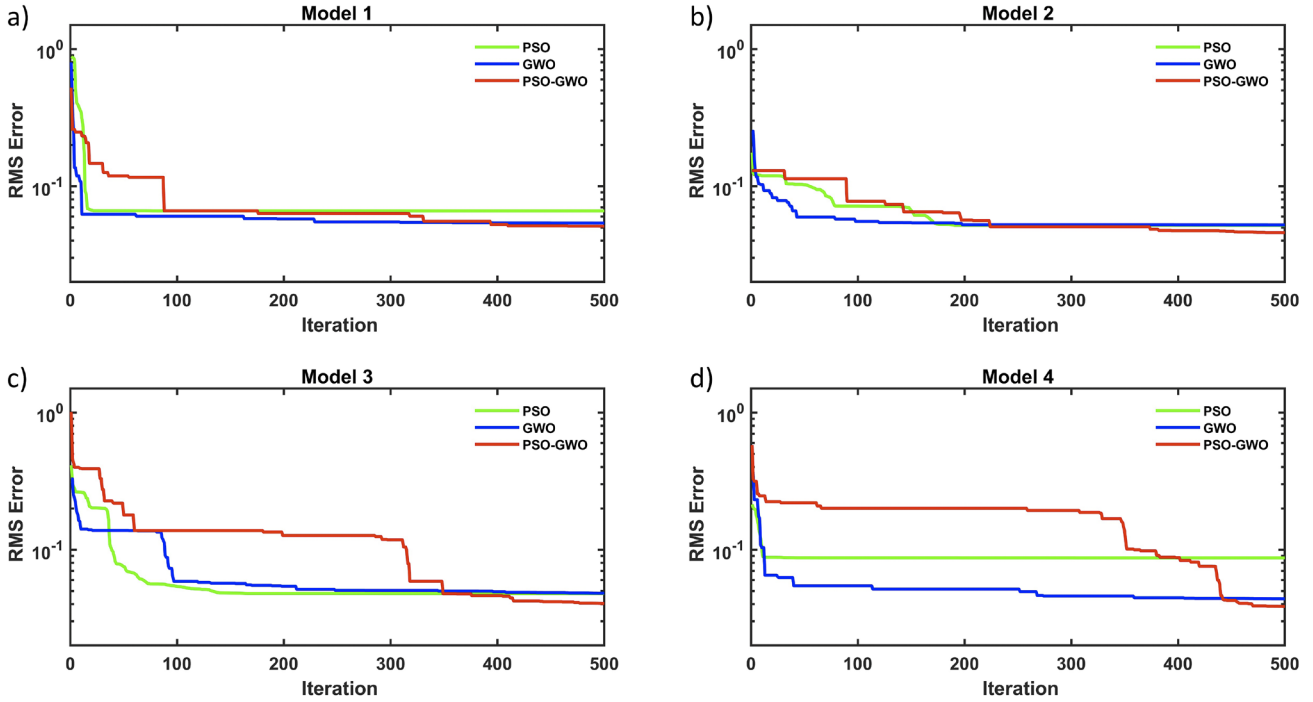 a)
Model 1
10^0
10^-1
RMS Error
0 100 200 300 400 500
Iteration
PSO
GWO
PSO-GWO
b)
Model 2
10^0
10^-1
RMS Error
0 100 200 300 400 500
Iteration
PSO
GWO
PSO-GWO
c)
Model 3
10^0
10^-1
RMS Error
0 100 200 300 400 500
Iteration
PSO
GWO
PSO-GWO
d)
Model 4
10^0
10^-1
RMS Error
0 100 200 300 400 500
Iteration
PSO
GWO
PSO-GWO